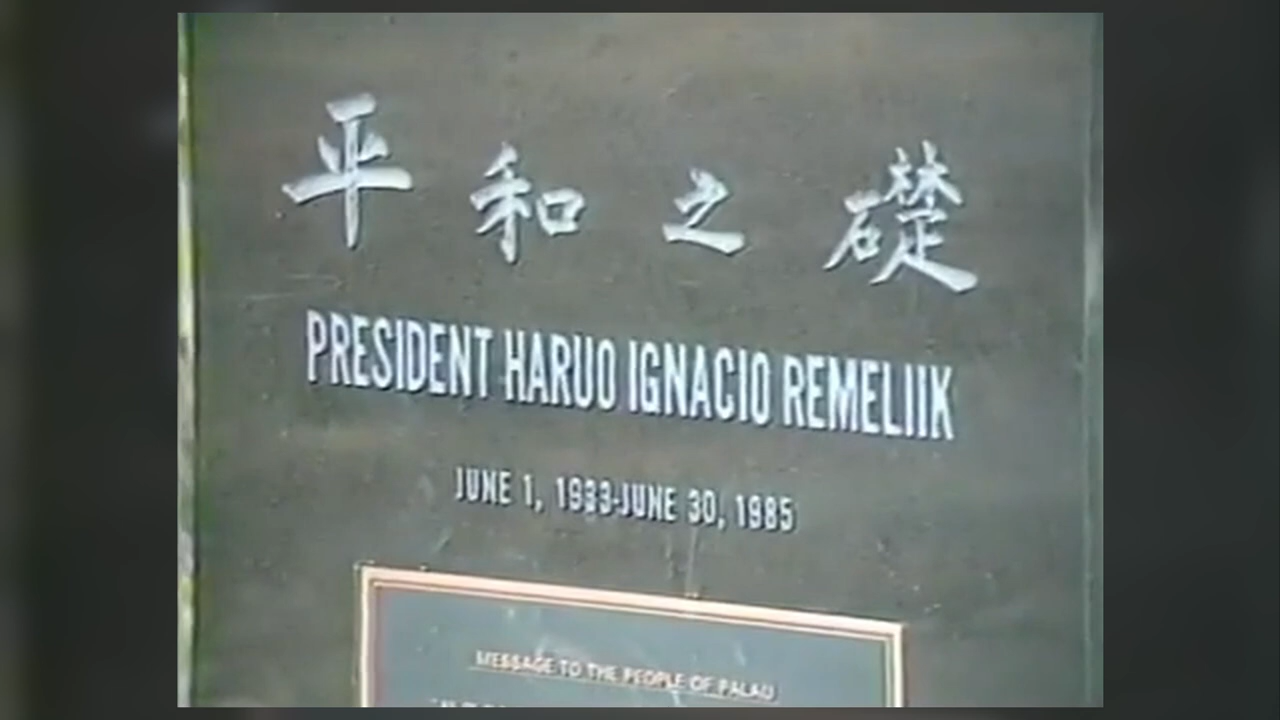 平和之礎
PRESIDENT HARUO IGNACIO REMELIIK
JUNE 1, 1933-JUNE 30, 1985
MESSAGE TO THE PEOPLE OF PALAU